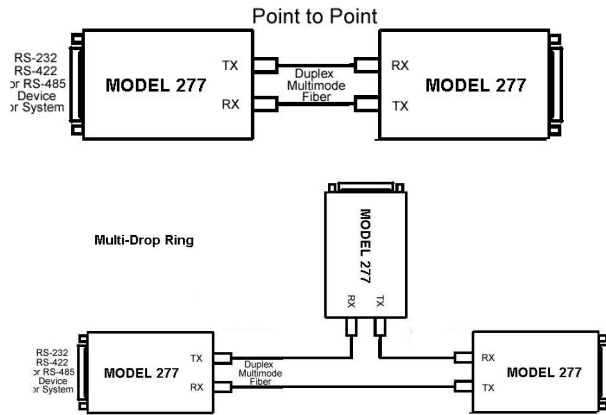 Point to Point
RS-232
RS-422
or RS-485
Device
or System
MODEL 277
TX
RX
Duplex
Multimode
Fiber
RX
TX
MODEL 277
Multi-Drop Ring
MODEL 277
RX
TX
RS-232
RS-422
or RS-485
Device
or System
MODEL 277
TX
RX
Duplex
Multimode
Fiber
RX
TX
MODEL 277